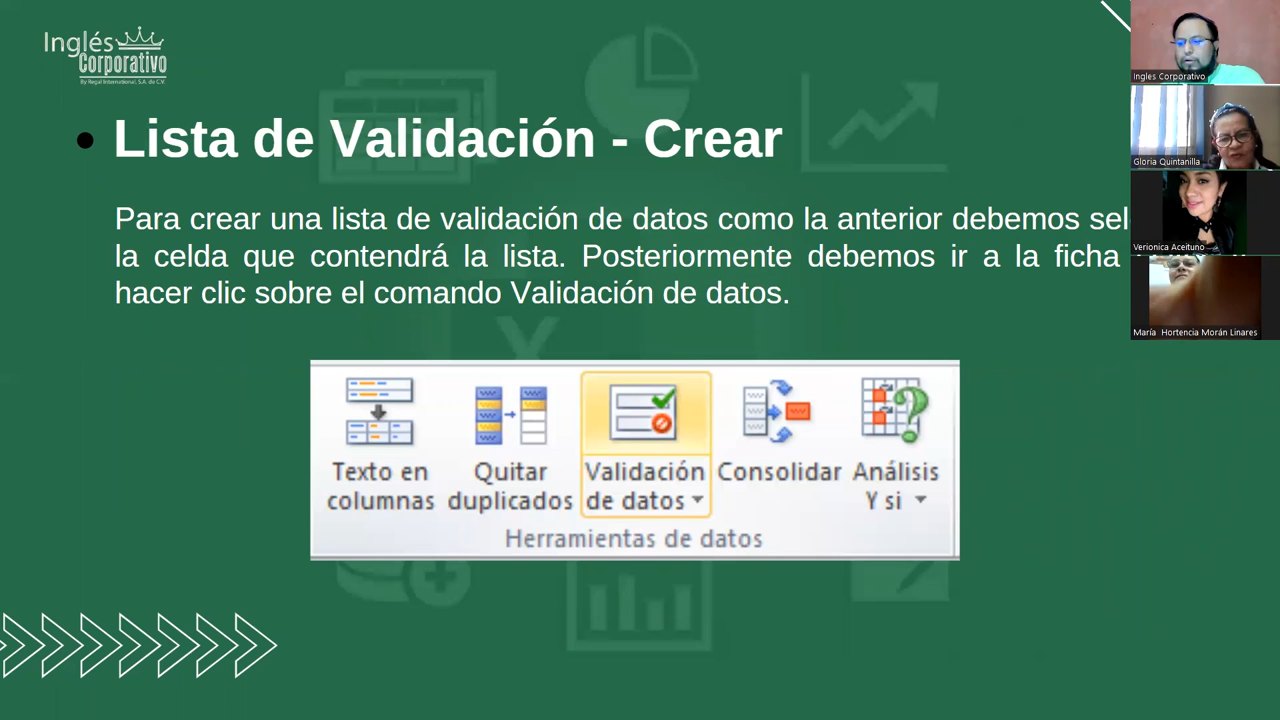 Inglés
Corporativo
By Regal International, S.A. de C.V.
Lista de Validación - Crear
Para crear una lista de validación de datos como la anterior debemos sel
la celda que contendrá la lista. Posteriormente debemos ir a la ficha
hacer clic sobre el comando Validación de datos.
Texto en columnas
Quitar duplicados
Validación de datos
Consolidar
Análisis Y si
Herramientas de datos
Ingles Corporativo
Gloria Quintanilla
Verionica Aceituno
María Hortencia Morán Linares